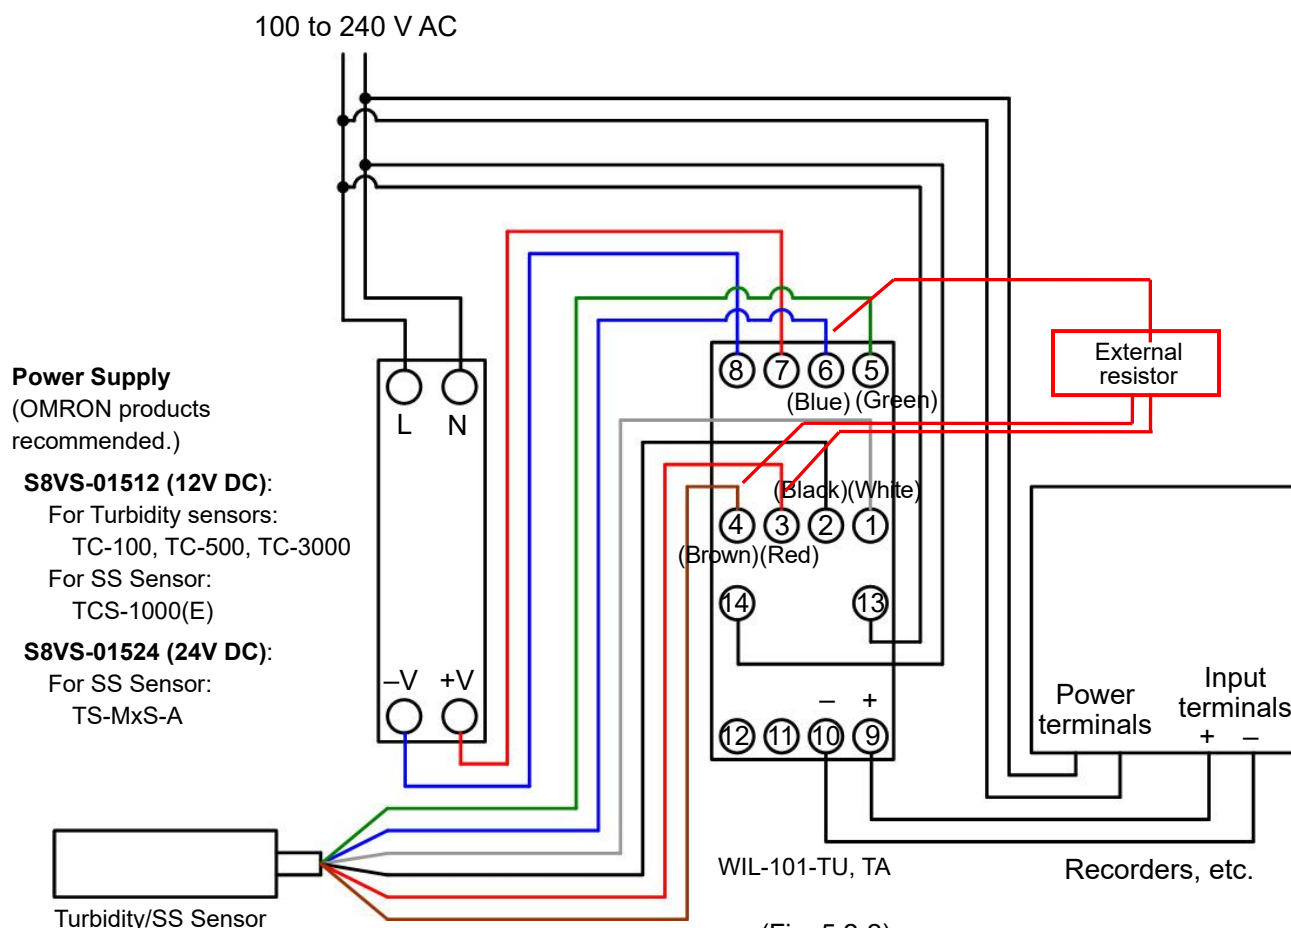 100 to 240 V AC
Power Supply
(OMRON products
recommended.)
S8VS-01512 (12V DC):
For Turbidity sensors:
TC-100, TC-500, TC-3000
For SS Sensor:
TCS-1000(E)
S8VS-01524 (24V DC):
For SS Sensor:
TS-MxS-A
L N
–V +V
8 7 6 5
(Blue) (Green)
External
resistor
(Black)(White)
4 3 2 1
(Brown)(Red)
14 13
– +
12 11 10 9
Power
terminals
Input
terminals
+ –
WIL-101-TU, TA
Recorders, etc.
Turbidity/SS Sensor